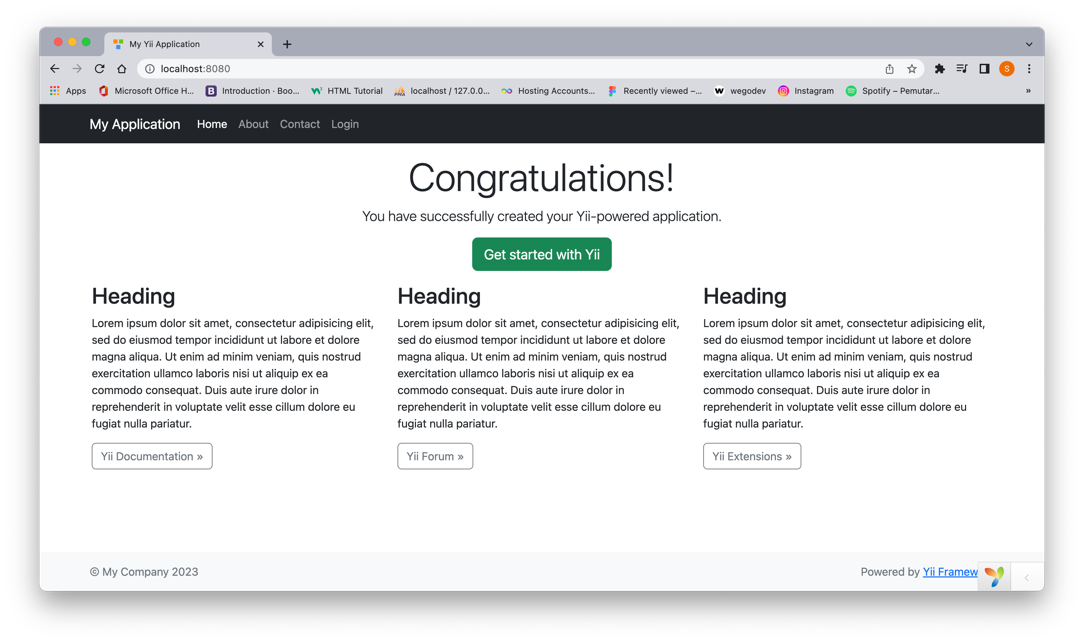 My Yii Application
localhost:8080
S
Apps Microsoft Office H... B Introduction · Boo... HTML Tutorial localhost / 127.0.0... Hosting Accounts... Recently viewed –... w wegodev Instagram Spotify – Pemutar... »
My Application Home About Contact Login
Congratulations!
You have successfully created your Yii-powered application.
Get started with Yii
Heading
Lorem ipsum dolor sit amet, consectetur adipisicing elit,
sed do eiusmod tempor incididunt ut labore et dolore
magna aliqua. Ut enim ad minim veniam, quis nostrud
exercitation ullamco laboris nisi ut aliquip ex ea
commodo consequat. Duis aute irure dolor in
reprehenderit in voluptate velit esse cillum dolore eu
fugiat nulla pariatur.
Yii Documentation »
Heading
Lorem ipsum dolor sit amet, consectetur adipisicing elit,
sed do eiusmod tempor incididunt ut labore et dolore
magna aliqua. Ut enim ad minim veniam, quis nostrud
exercitation ullamco laboris nisi ut aliquip ex ea
commodo consequat. Duis aute irure dolor in
reprehenderit in voluptate velit esse cillum dolore eu
fugiat nulla pariatur.
Yii Forum »
Heading
Lorem ipsum dolor sit amet, consectetur adipisicing elit,
sed do eiusmod tempor incididunt ut labore et dolore
magna aliqua. Ut enim ad minim veniam, quis nostrud
exercitation ullamco laboris nisi ut aliquip ex ea
commodo consequat. Duis aute irure dolor in
reprehenderit in voluptate velit esse cillum dolore eu
fugiat nulla pariatur.
Yii Extensions »
© My Company 2023
Powered by Yii Framew